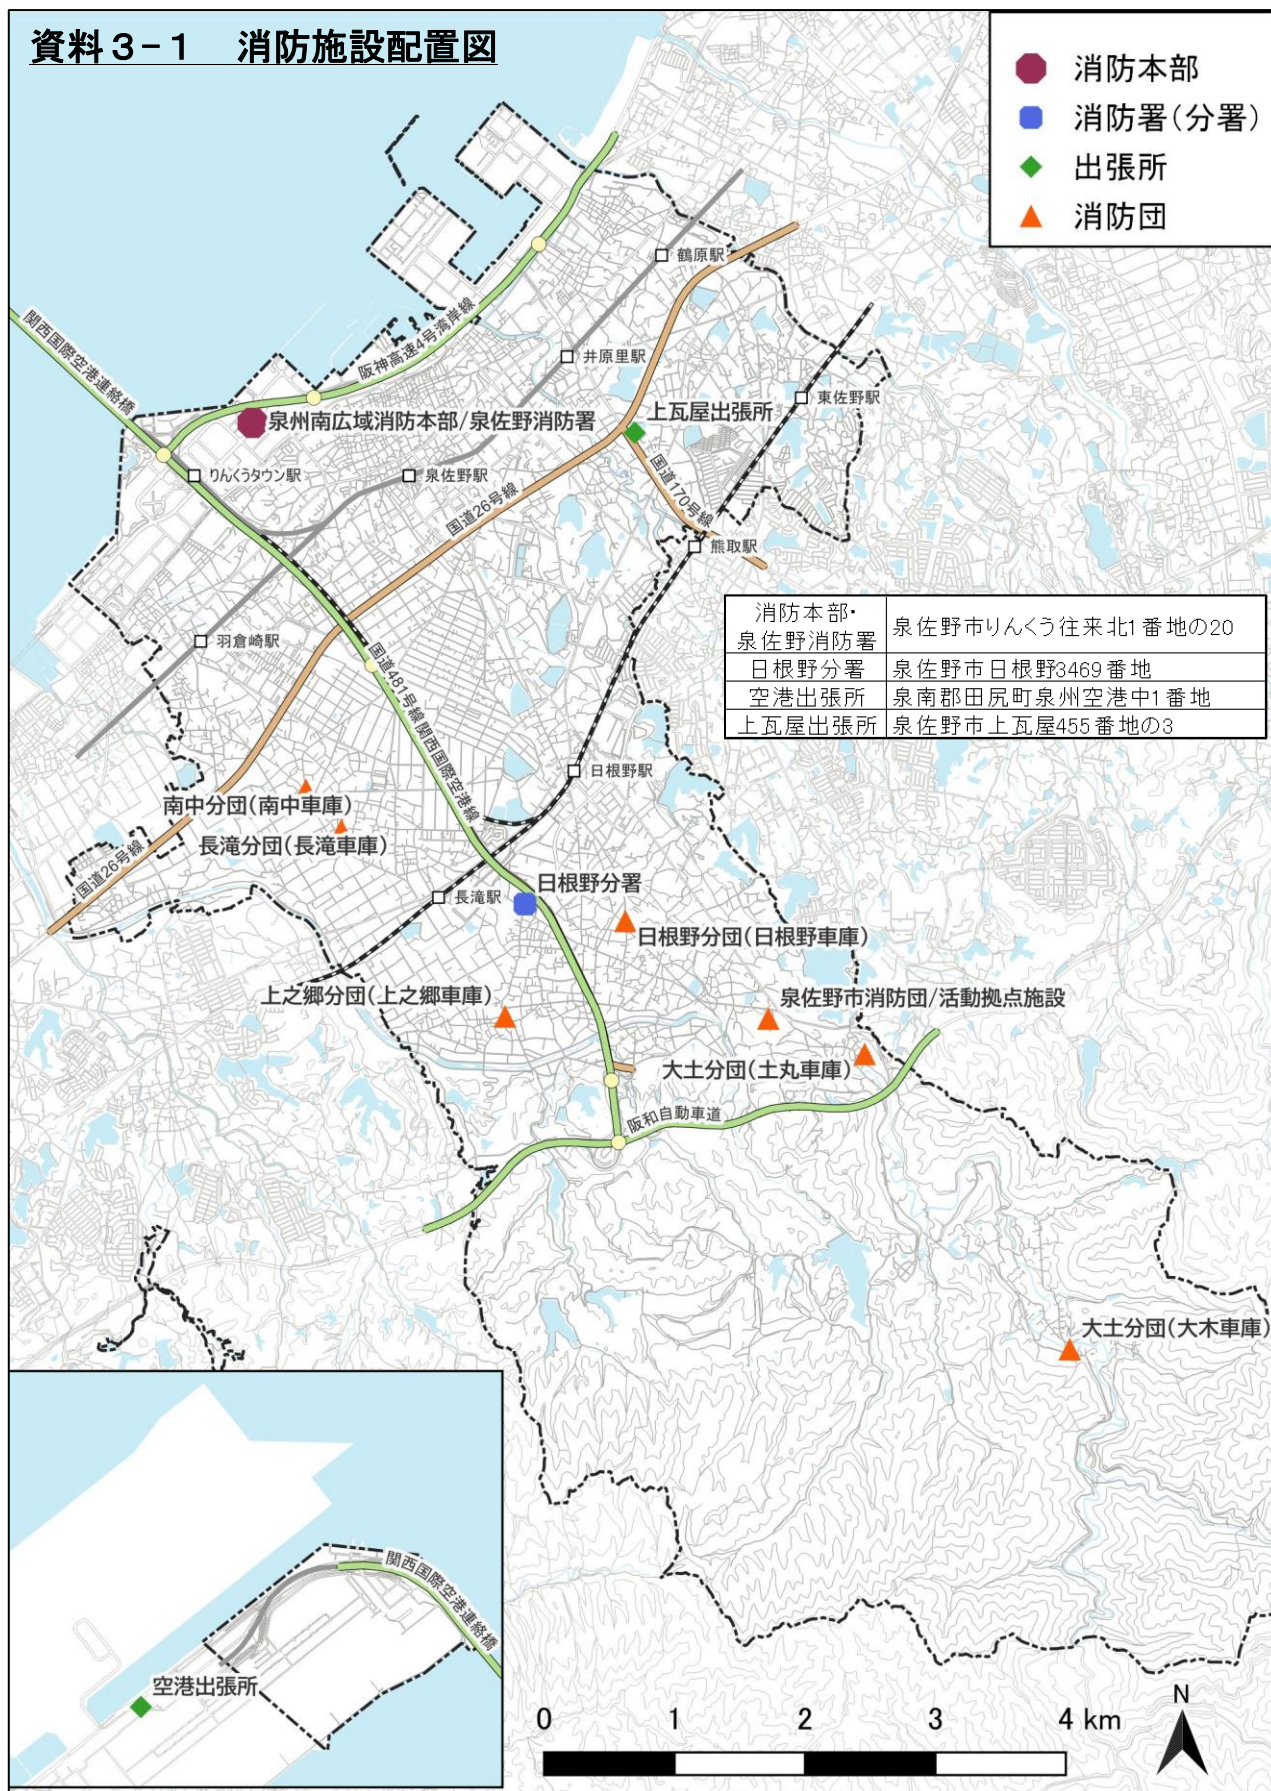 資料3-1　消防施設配置図
消防本部
消防署(分署)
出張所
消防団
鶴原駅
関西国際空港連絡橋
阪神高速4号湾岸線
井原里駅
東佐野駅
上瓦屋出張所
泉州南広域消防本部/泉佐野消防署
りんくうタウン駅
泉佐野駅
国道26号線
国道170号線
熊取駅
消防本部・
泉佐野消防署
泉佐野市りんくう往来北1番地の20
日根野分署 泉佐野市日根野3469番地
空港出張所 泉南郡田尻町泉州空港中1番地
上瓦屋出張所 泉佐野市上瓦屋455番地の3
羽倉崎駅
国道481号線
関西国際空港線
日根野駅
南中分団(南中車庫)
長滝分団(長滝車庫)
国道26号線
長滝駅
日根野分署
日根野分団(日根野車庫)
上之郷分団(上之郷車庫)
泉佐野市消防団/活動拠点施設
大土分団(土丸車庫)
阪和自動車道
大土分団(大木車庫)
関西国際空港連絡橋
空港出張所
N
0 1 2 3 4 km